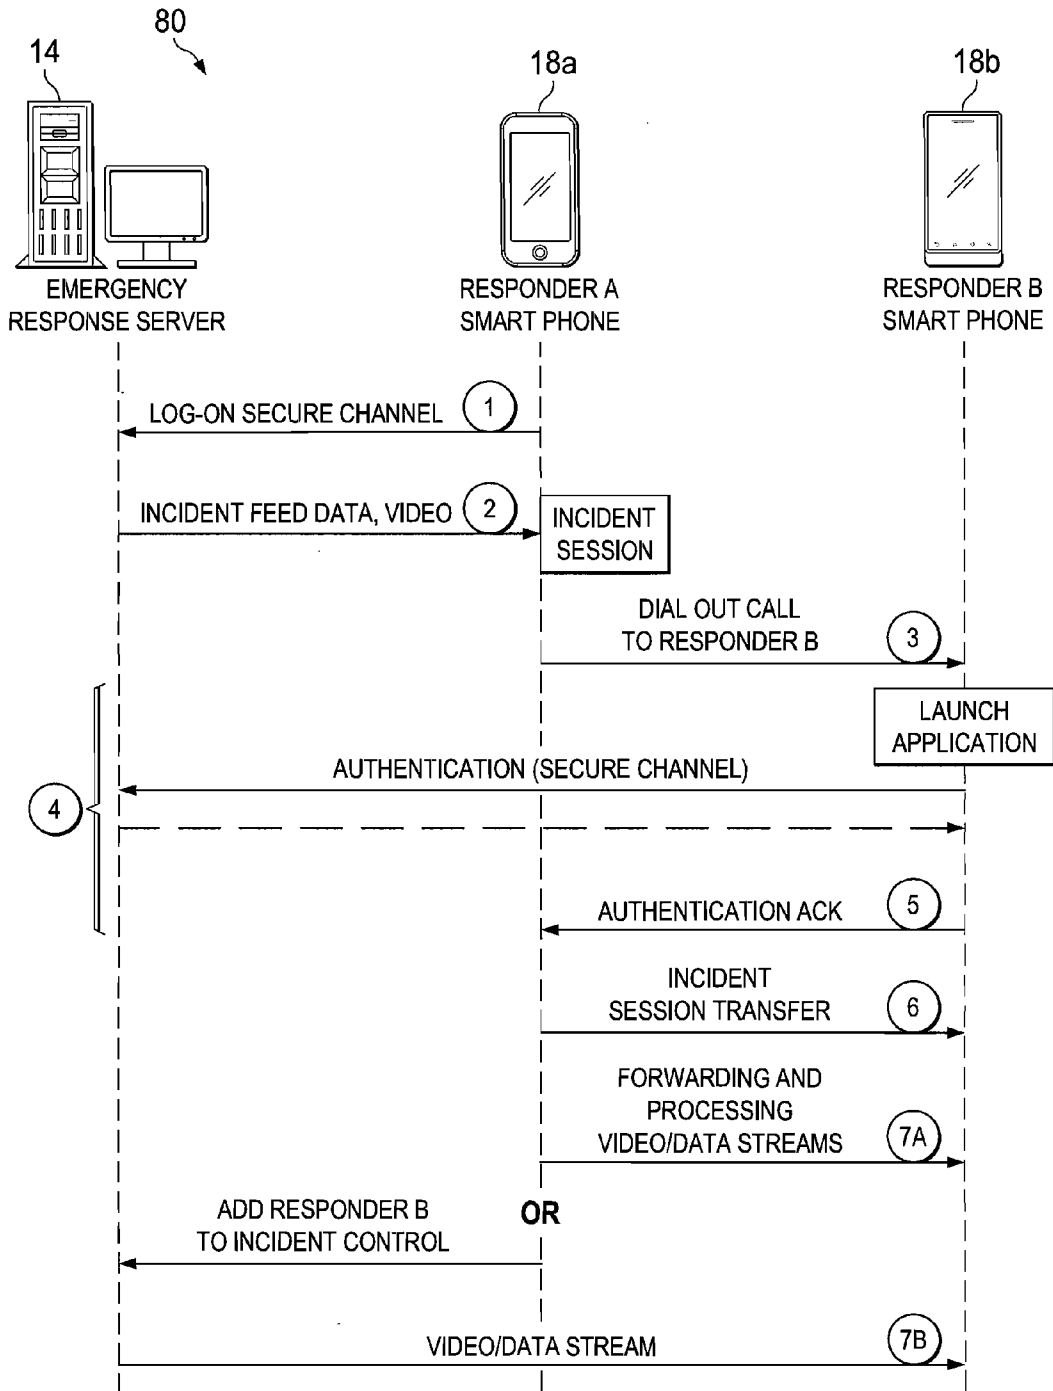 80
14
18a
18b
EMERGENCY
RESPONSE SERVER
RESPONDER A
SMART PHONE
RESPONDER B
SMART PHONE
LOG-ON SECURE CHANNEL
1
INCIDENT FEED DATA, VIDEO
2
INCIDENT
SESSION
DIAL OUT CALL
TO RESPONDER B
3
LAUNCH
APPLICATION
AUTHENTICATION (SECURE CHANNEL)
4
AUTHENTICATION ACK
5
INCIDENT
SESSION TRANSFER
6
FORWARDING AND
PROCESSING
VIDEO/DATA STREAMS
7A
OR
ADD RESPONDER B
TO INCIDENT CONTROL
VIDEO/DATA STREAM
7B